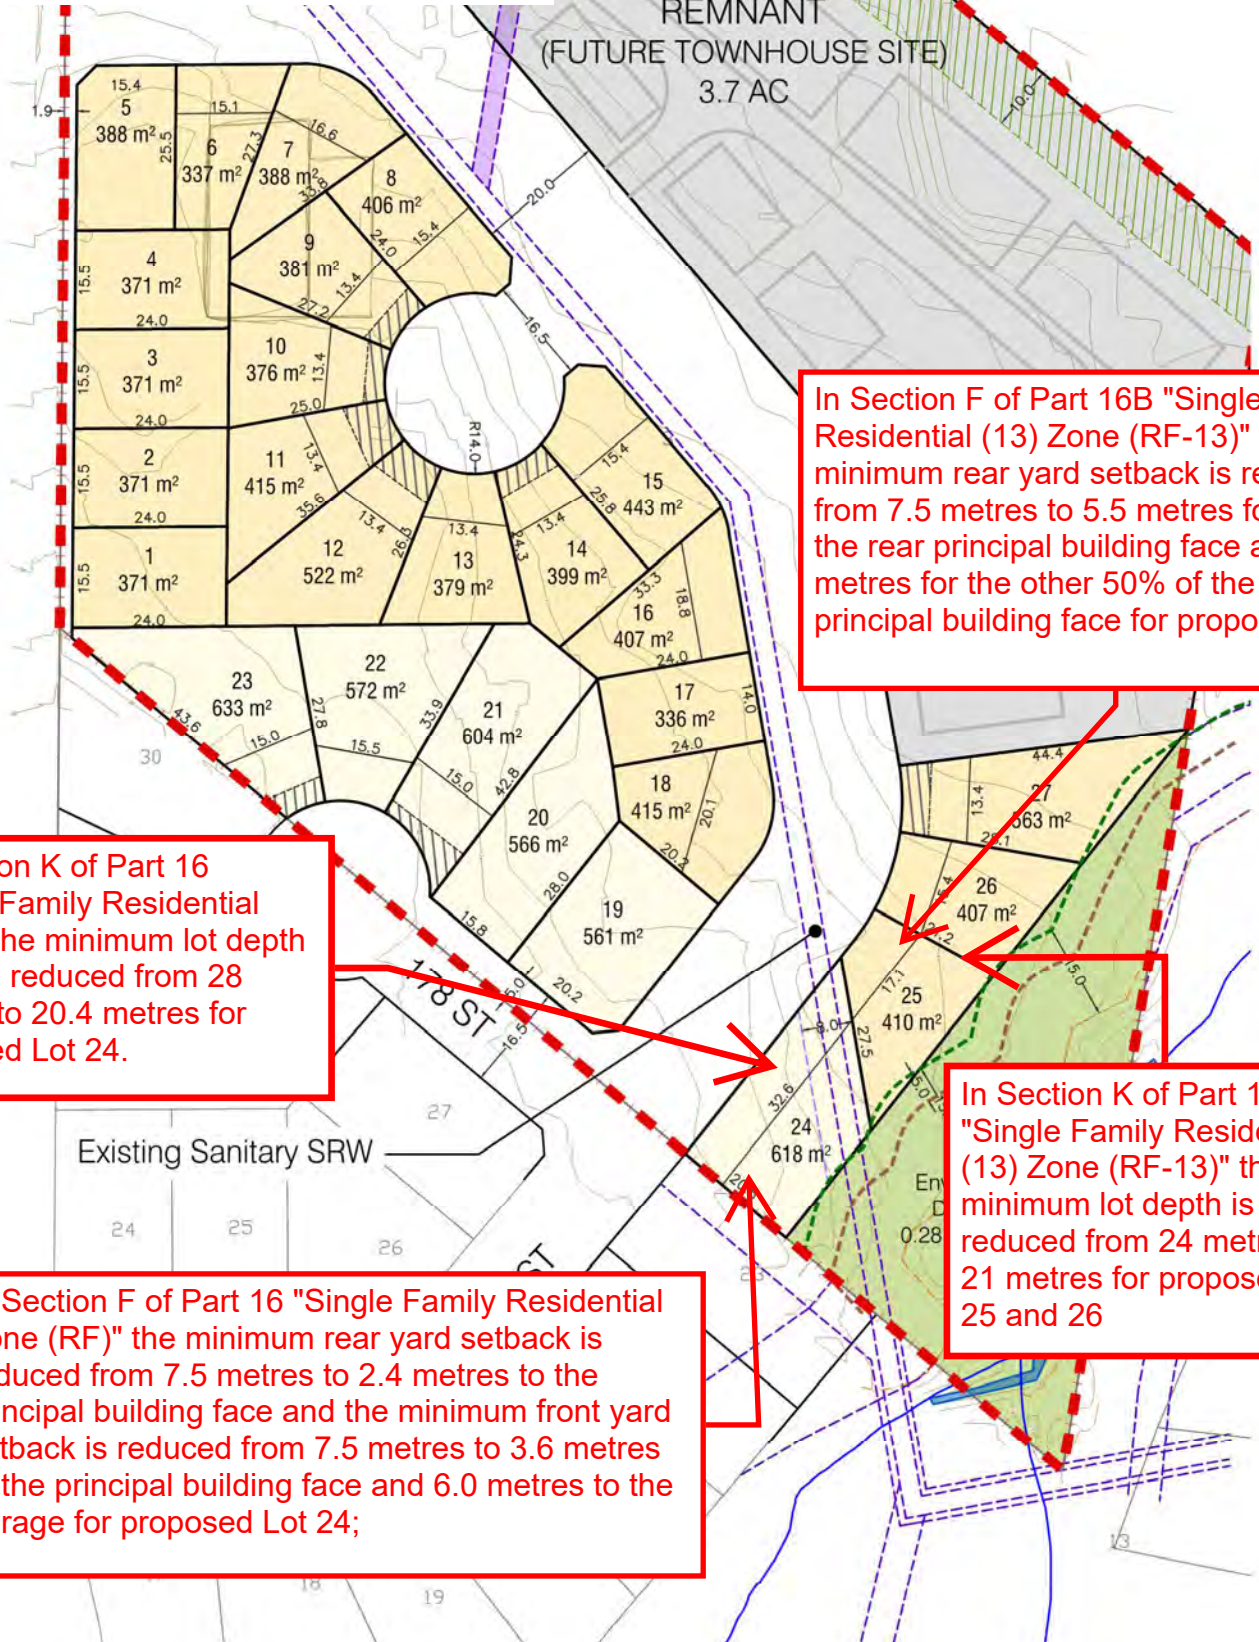 REMNANT
(FUTURE TOWNHOUSE SITE)
3.7 AC
10.0
1.9
15.4
5
388 m²
25.5
15.1
6
337 m²
27.3
16.6
7
388 m²
33.8
8
406 m²
15.4
24.0
20.0
9
381 m²
13.4
27.2
4
371 m²
15.5
24.0
3
371 m²
15.5
24.0
2
371 m²
15.5
24.0
1
371 m²
15.5
24.0
10
376 m²
13.4
25.0
16.5
R14.0
11
415 m²
13.4
35.6
12
522 m²
13.4
26.3
13
379 m²
13.4
24.3
14
399 m²
13.4
25.8
15
443 m²
15.4
16
407 m²
33.3
18.8
24.0
17
336 m²
14.0
24.0
18
415 m²
20.1
20.2
19
561 m²
20.2
20
566 m²
28.0
15.8
21
604 m²
15.0
42.8
22
572 m²
15.5
33.9
23
633 m²
27.8
15.0
43.6
30
In Section F of Part 16B "Single
Residential (13) Zone (RF-13)"
minimum rear yard setback is re
from 7.5 metres to 5.5 metres fo
the rear principal building face a
metres for the other 50% of the
principal building face for propo
44.4
27
563 m²
13.4
26
407 m²
15.4
21.2
25
410 m²
17.1
27.5
8.0
15.0
5.0
24
618 m²
32.6
on K of Part 16
Family Residential
he minimum lot depth
reduced from 28
to 20.4 metres for
ed Lot 24.
178 ST
5.0
16.5
27
Existing Sanitary SRW
24
25
26
ST
23
En
D
0.28
In Section K of Part 1
"Single Family Reside
(13) Zone (RF-13)" th
minimum lot depth is
reduced from 24 metr
21 metres for propose
25 and 26
Section F of Part 16 "Single Family Residential
one (RF)" the minimum rear yard setback is
duced from 7.5 metres to 2.4 metres to the
incipal building face and the minimum front yard
tback is reduced from 7.5 metres to 3.6 metres
the principal building face and 6.0 metres to the
rage for proposed Lot 24;
18
19
13